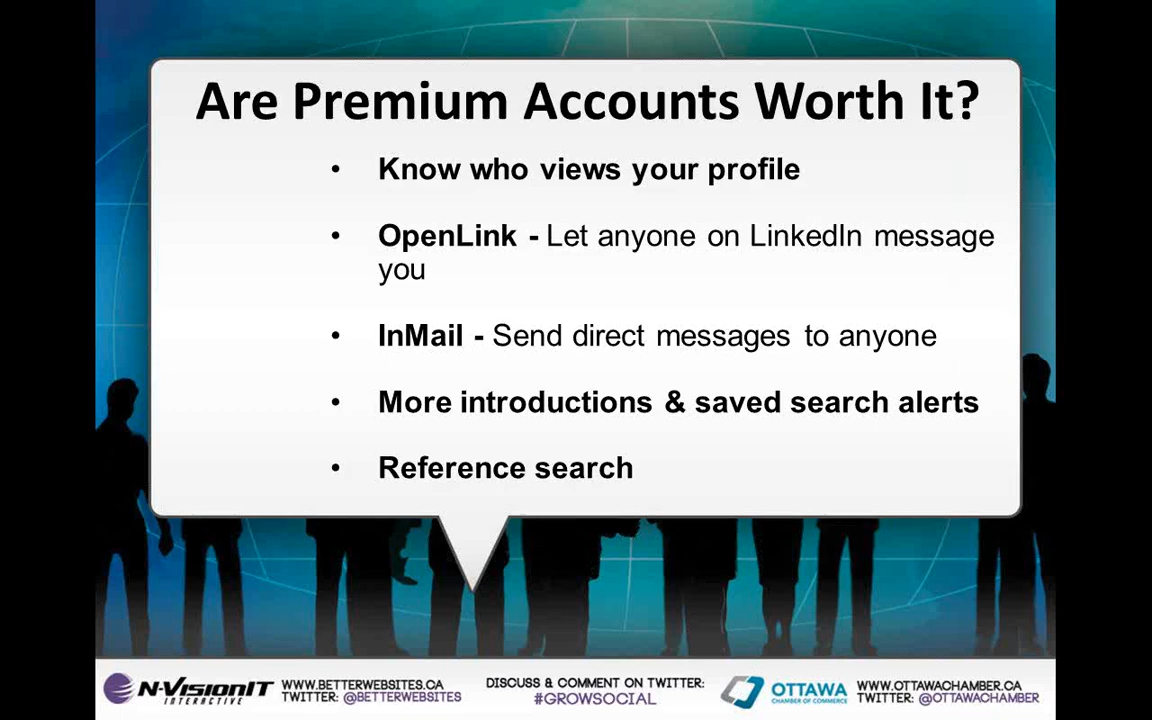 Are Premium Accounts Worth It?
• Know who views your profile
• OpenLink - Let anyone on LinkedIn message
you
• InMail - Send direct messages to anyone
• More introductions & saved search alerts
• Reference search
N-VISIONIT
INTERACTIVE
WWW.BETTERWEBSITES.CA
TWITTER: @BETTERWEBSITES
DISCUSS & COMMENT ON TWITTER:
#GROWSOCIAL
OTTAWA
CHAMBER OF COMMERCE
WWW.OTTAWACHAMBER.CA
TWITTER: @OTTAWACHAMBER